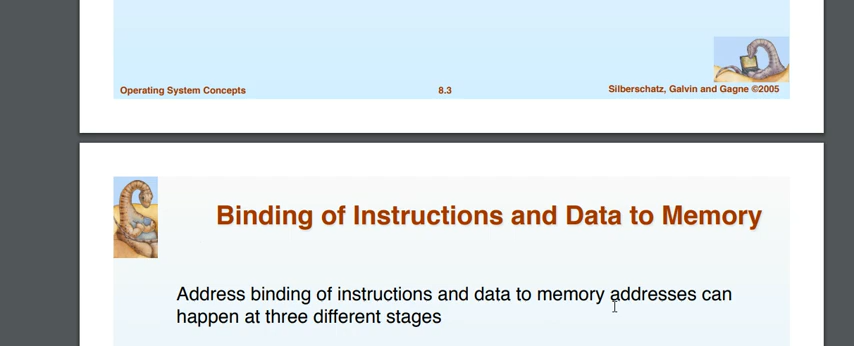 Operating System Concepts
8.3
Silberschatz, Galvin and Gagne ©2005
Binding of Instructions and Data to Memory
Address binding of instructions and data to memory addresses can
happen at three different stages